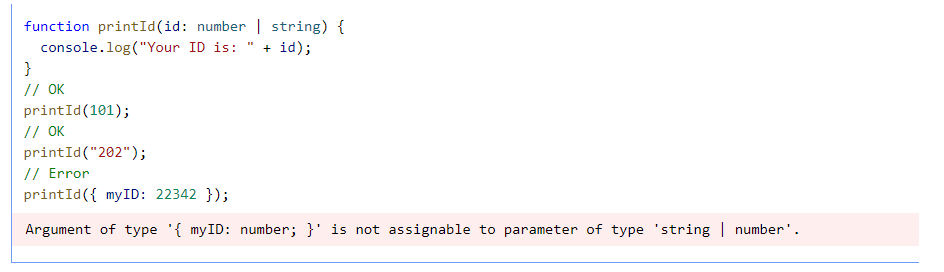 function printId(id: number | string) {
  console.log("Your ID is: " + id);
}
// OK
printId(101);
// OK
printId("202");
// Error
printId({ myID: 22342 });
Argument of type '{ myID: number; }' is not assignable to parameter of type 'string | number'.